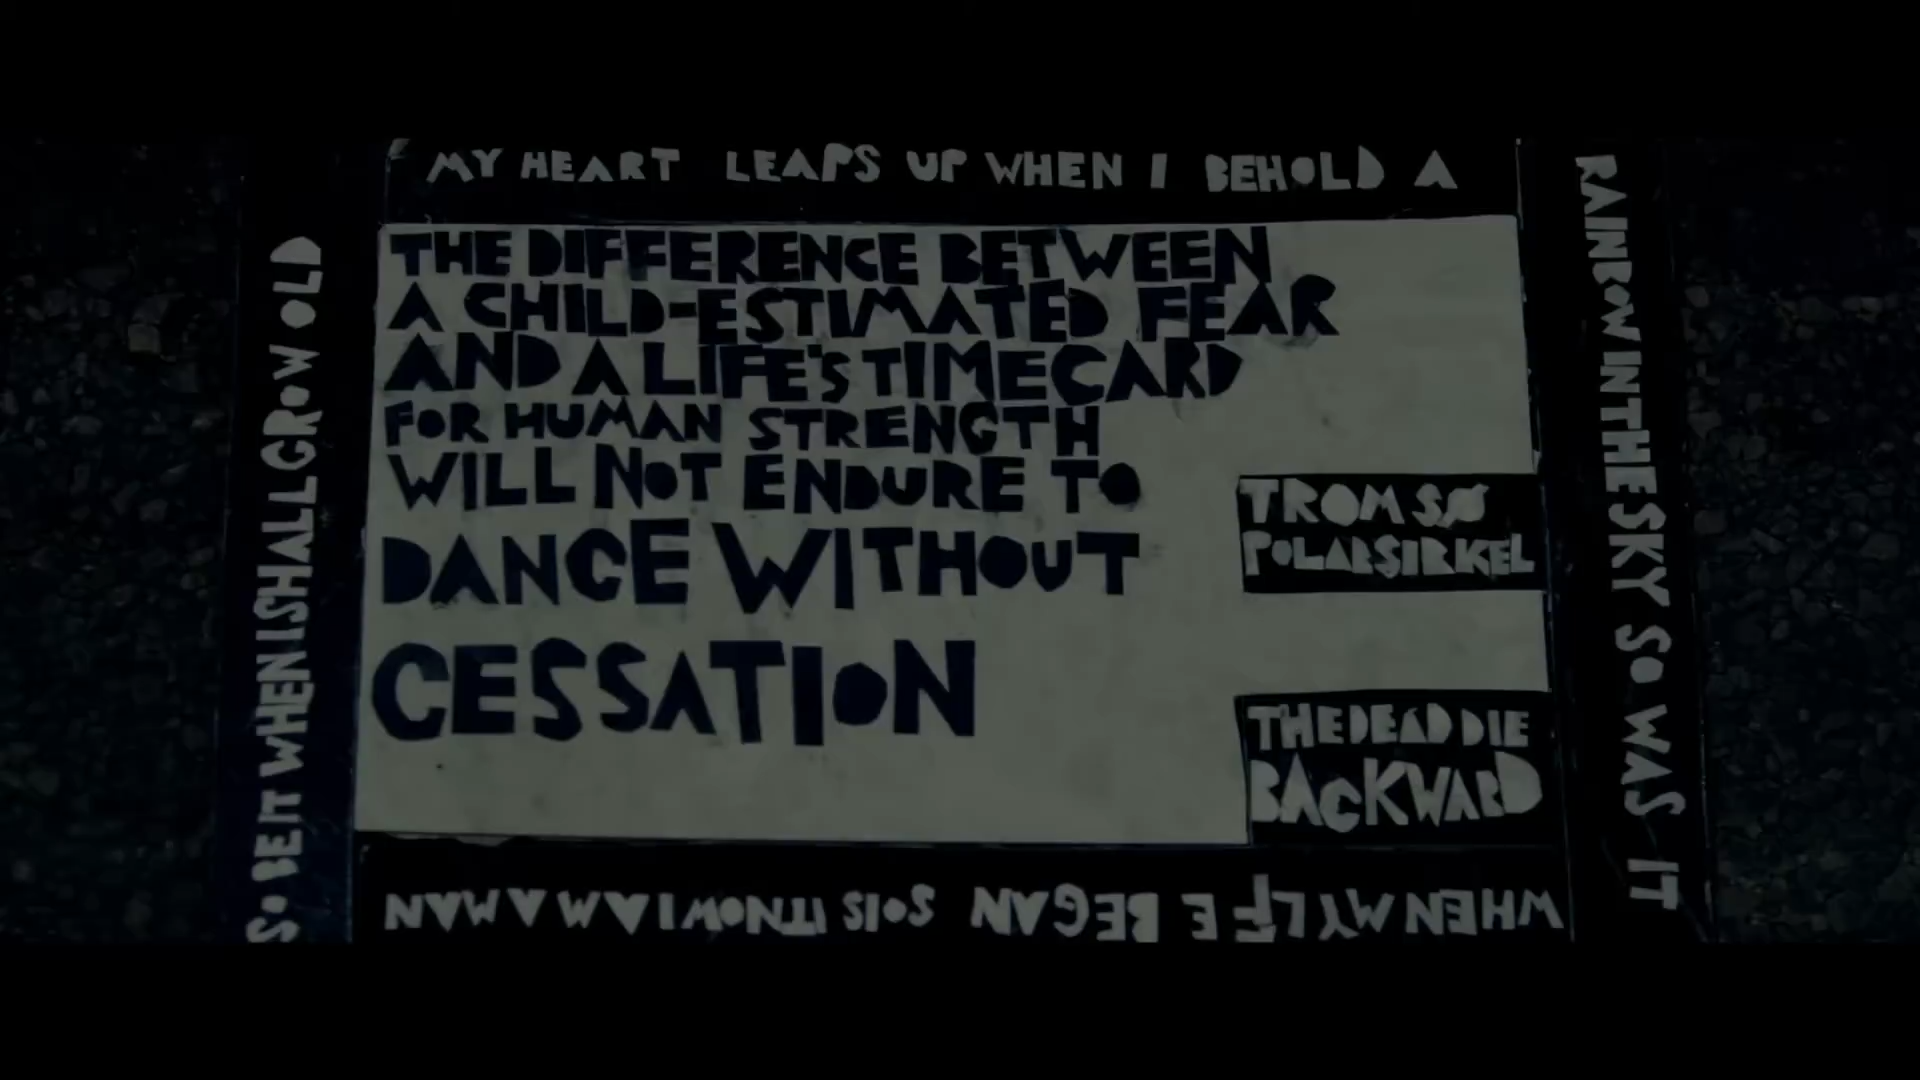 MY HEART LEAPS UP WHEN I BEHOLD A
RAINBOW IN THE SKY SO WAS IT
WHEN MY LFE BEGAN SO IS IT NOW I AM A MAN
SO BE IT WHEN I SHALL GROW OLD
THE DIFFERENCE BETWEEN
A CHILD-ESTIMATED FEAR
AND A LIFE'S TIMECARD
FOR HUMAN STRENGTH
WILL NOT ENDURE TO
DANCE WITHOUT
CESSATION
TROMSØ
POLARSIRKEL
THE DEAD DIE
BACKWARD